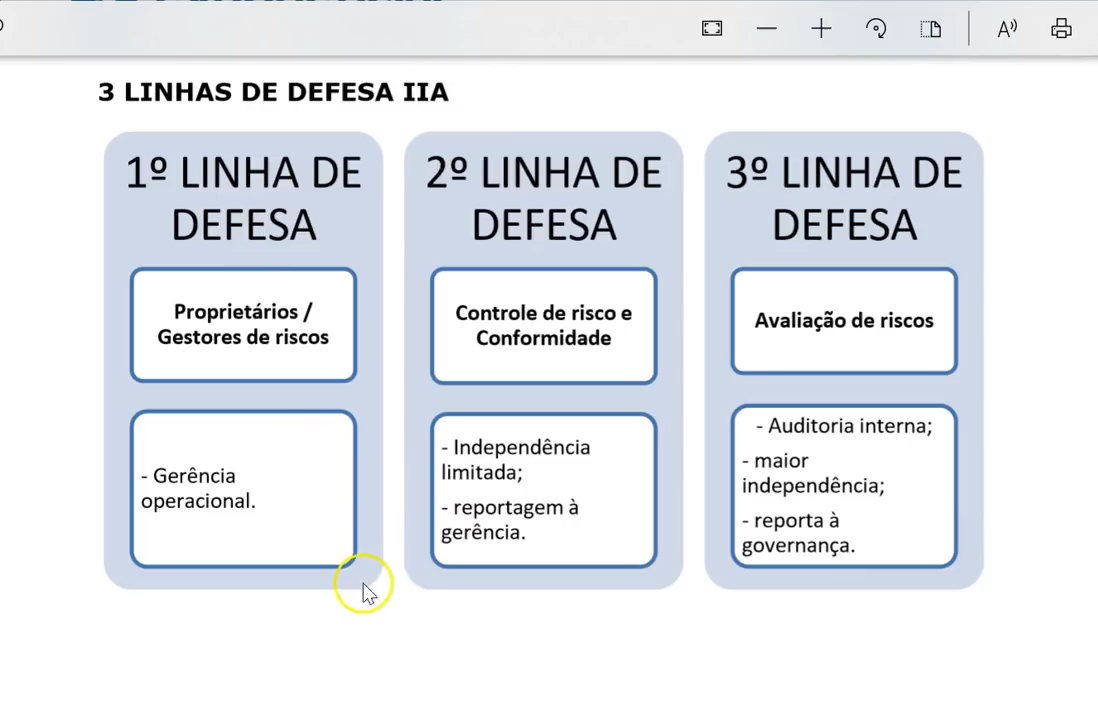 3 LINHAS DE DEFESA IIA
1º LINHA DE
DEFESA
Proprietários /
Gestores de riscos
- Gerência
operacional.
2º LINHA DE
DEFESA
Controle de risco e
Conformidade
- Independência
limitada;
- reportagem à
gerência.
3º LINHA DE
DEFESA
Avaliação de riscos
- Auditoria interna;
- maior
independência;
- reporta à
governança.